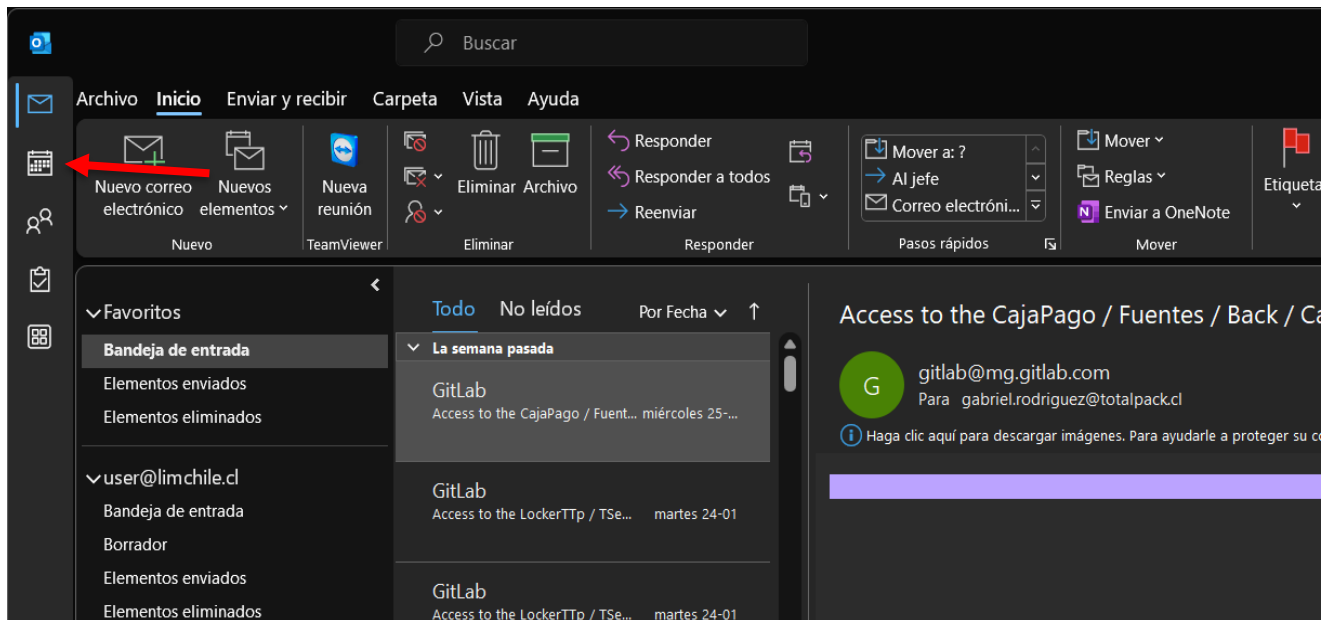 Buscar
Archivo Inicio Enviar y recibir Carpeta Vista Ayuda
Nuevo correo electrónico
Nuevos elementos
Nuevo
Nueva reunión
TeamViewer
Eliminar Archivo
Eliminar
Responder
Responder a todos
Reenviar
Responder
Mover a: ?
Al jefe
Correo electróni...
Pasos rápidos
Mover
Reglas
Enviar a OneNote
Mover
Etiqueta
Favoritos
Bandeja de entrada
Elementos enviados
Elementos eliminados
user@limchile.cl
Bandeja de entrada
Borrador
Elementos enviados
Elementos eliminados
Todo No leídos Por Fecha
La semana pasada
GitLab
Access to the CajaPago / Fuent... miércoles 25-...
GitLab
Access to the LockerTTp / TSe... martes 24-01
GitLab
Access to the LockerTTp / TSe... martes 24-01
Access to the CajaPago / Fuentes / Back / Ca
G
gitlab@mg.gitlab.com
Para gabriel.rodriguez@totalpack.cl
Haga clic aquí para descargar imágenes. Para ayudarle a proteger su c